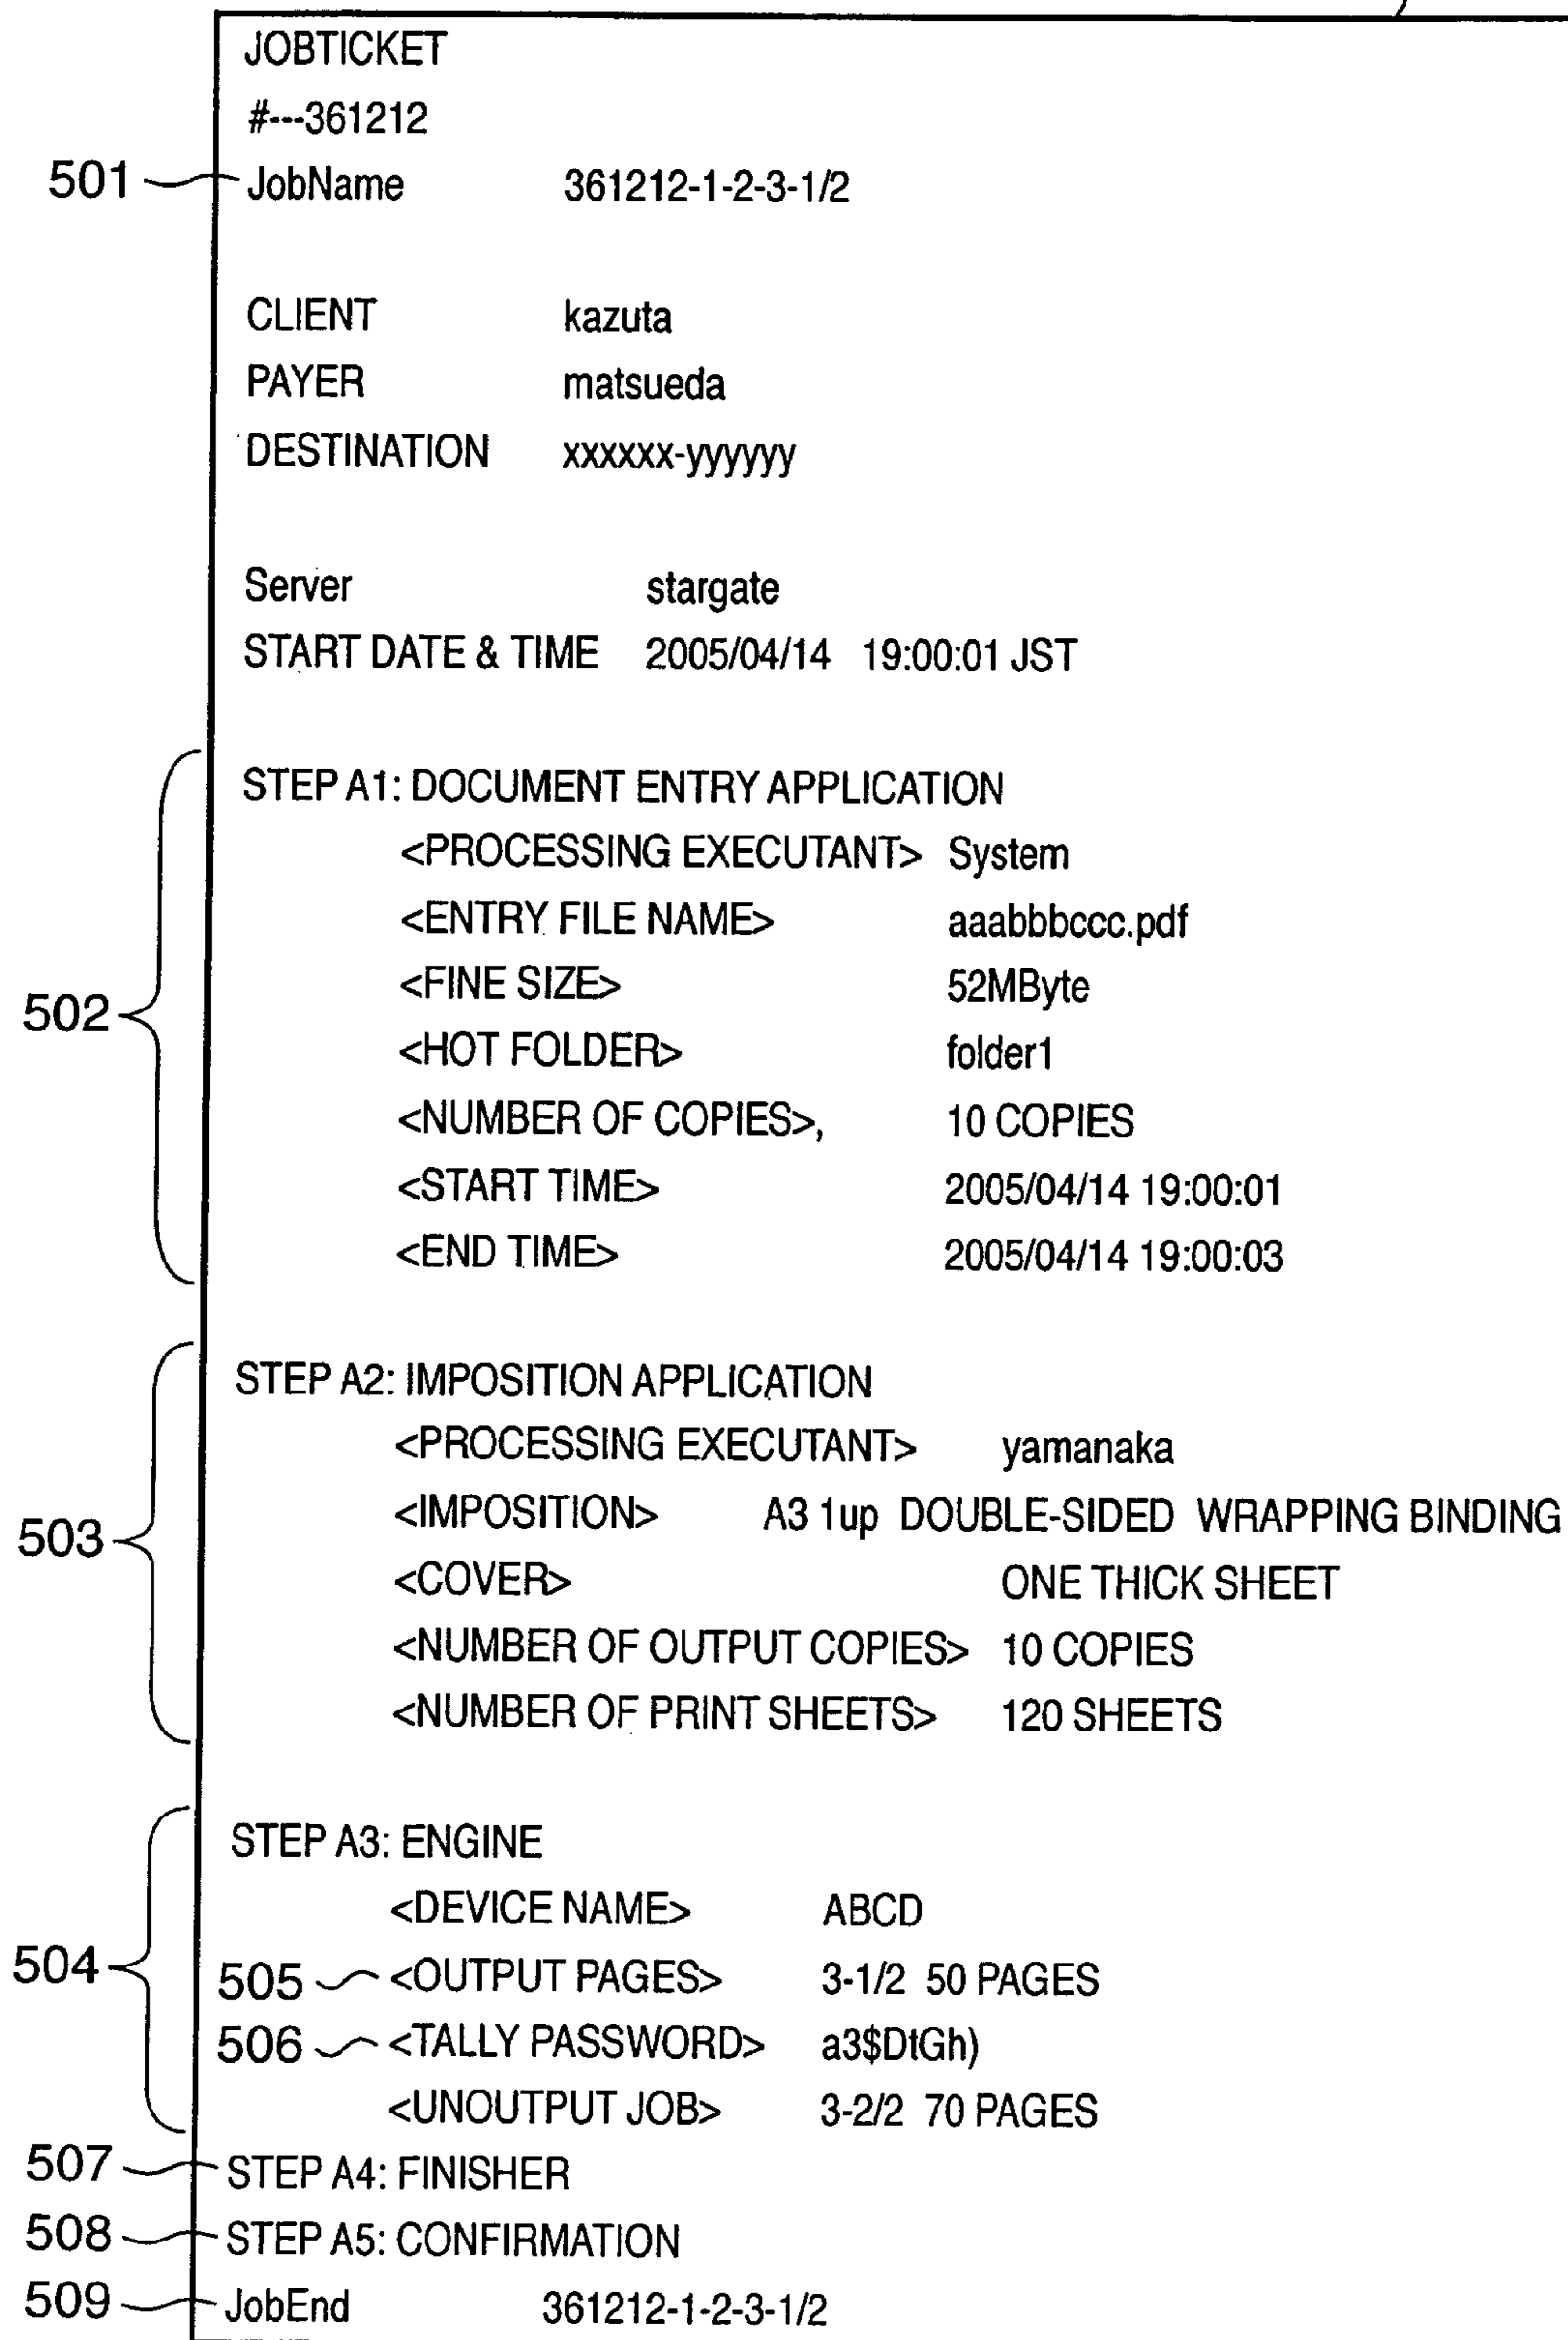 JOBTICKET
#---361212
501 JobName 361212-1-2-3-1/2
CLIENT kazuta
PAYER matsueda
DESTINATION xxxxxx-yyyyyy
Server stargate
START DATE & TIME 2005/04/14 19:00:01 JST
502
STEP A1: DOCUMENT ENTRY APPLICATION
<PROCESSING EXECUTANT> System
<ENTRY FILE NAME> aaabbbccc.pdf
<FINE SIZE> 52MByte
<HOT FOLDER> folder1
<NUMBER OF COPIES>, 10 COPIES
<START TIME> 2005/04/14 19:00:01
<END TIME> 2005/04/14 19:00:03
503
STEP A2: IMPOSITION APPLICATION
<PROCESSING EXECUTANT> yamanaka
<IMPOSITION> A3 1up DOUBLE-SIDED WRAPPING BINDING
<COVER> ONE THICK SHEET
<NUMBER OF OUTPUT COPIES> 10 COPIES
<NUMBER OF PRINT SHEETS> 120 SHEETS
504
STEP A3: ENGINE
<DEVICE NAME> ABCD
505 <OUTPUT PAGES> 3-1/2 50 PAGES
506 <TALLY PASSWORD> a3$DtGh)
<UNOUTPUT JOB> 3-2/2 70 PAGES
507 STEP A4: FINISHER
508 STEP A5: CONFIRMATION
509 JobEnd 361212-1-2-3-1/2